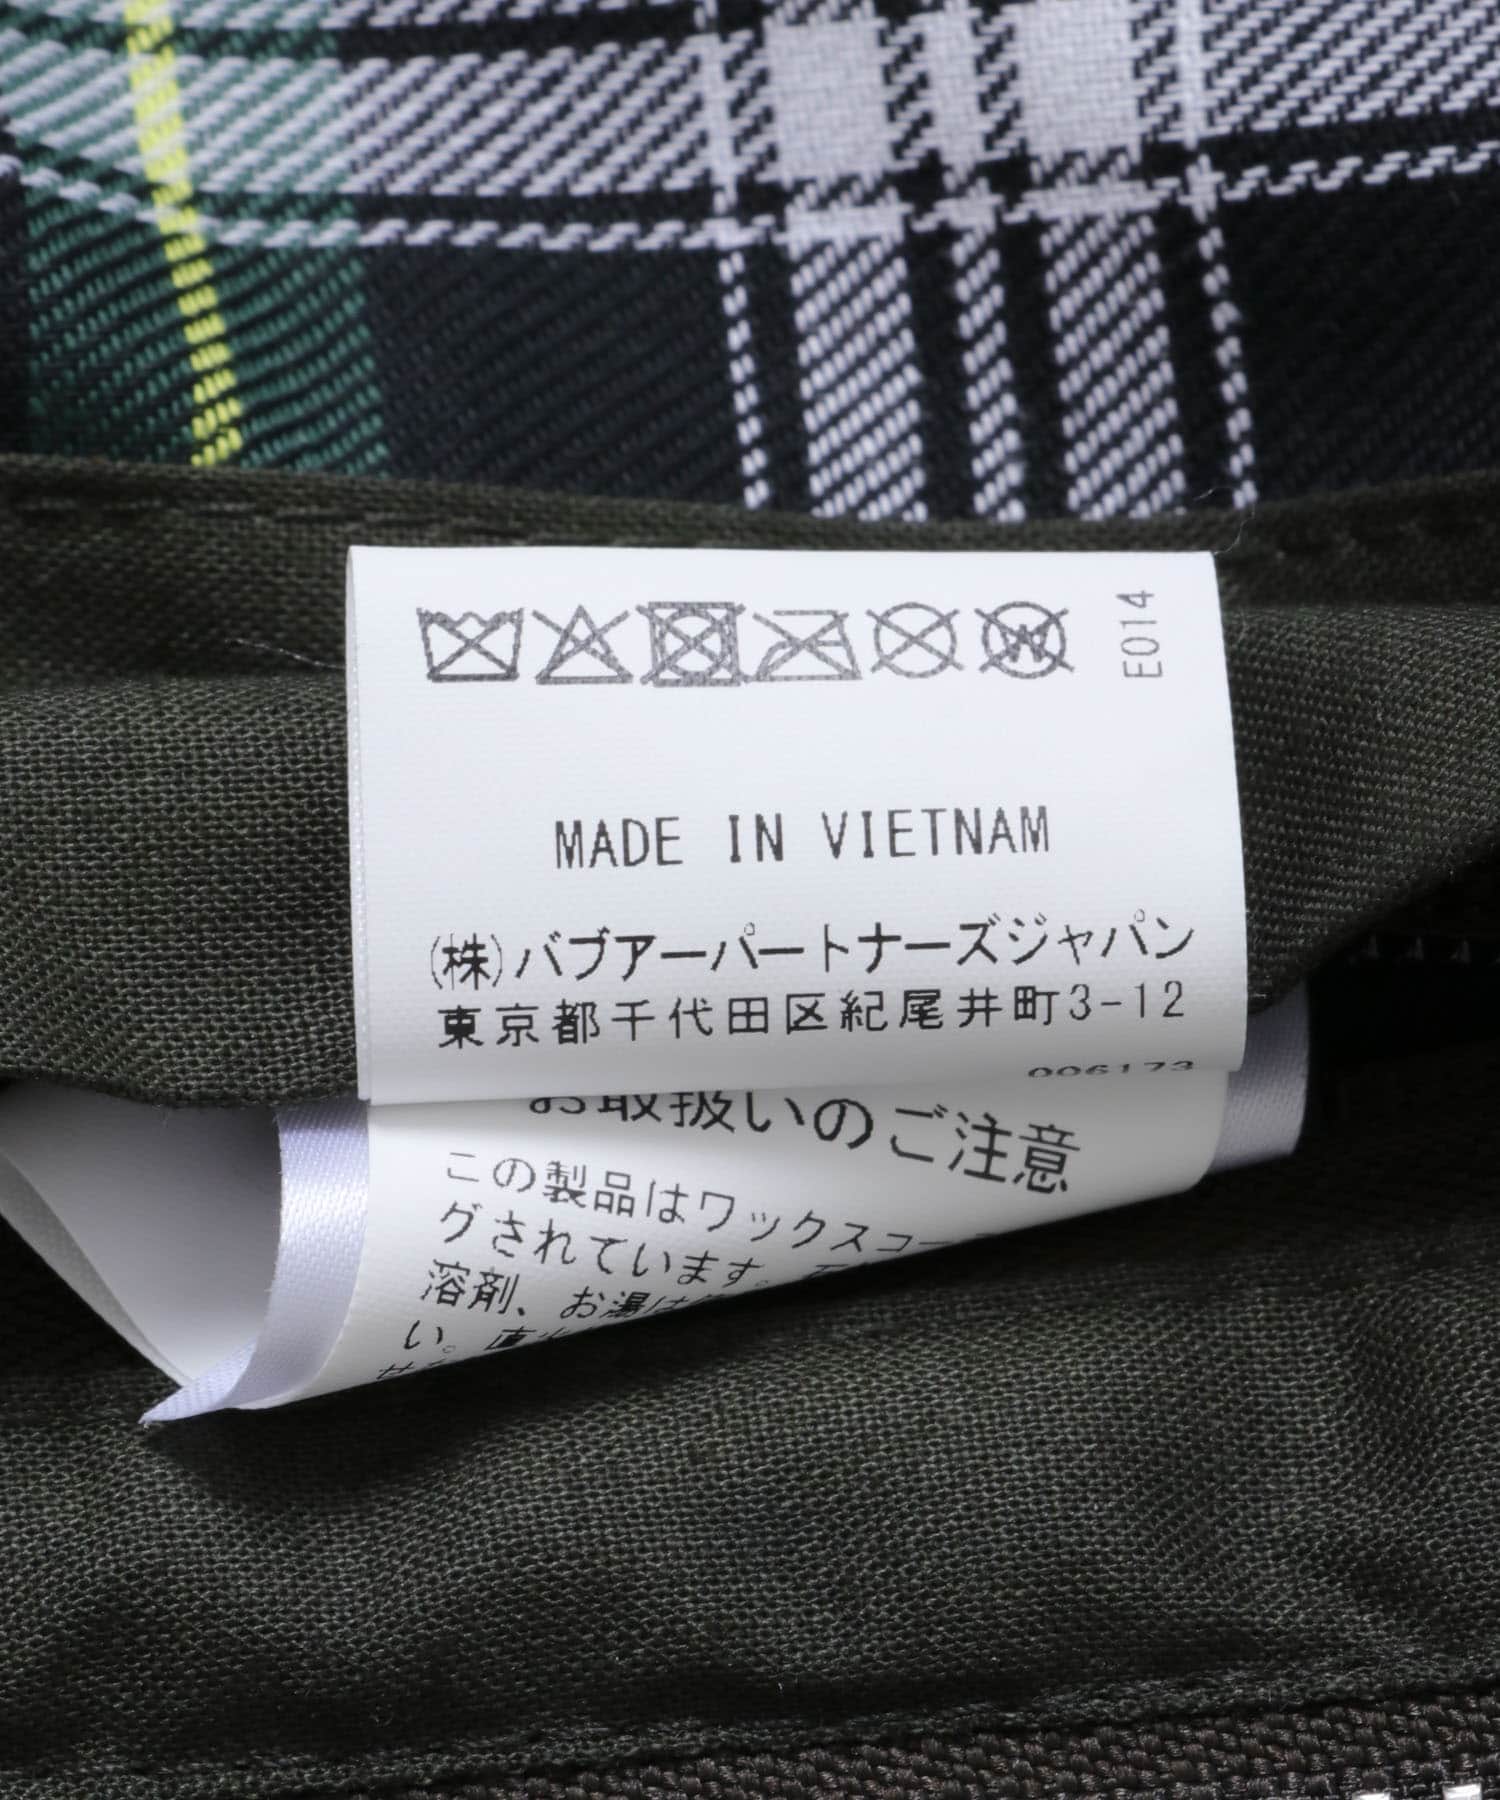 E014
MADE IN VIETNAM
(株)バブアーパートナーズジャパン
東京都千代田区紀尾井町3-12
006173
お取扱いのご注意
この製品はワックスコー
グされています。
溶剤、お湯は
い。直